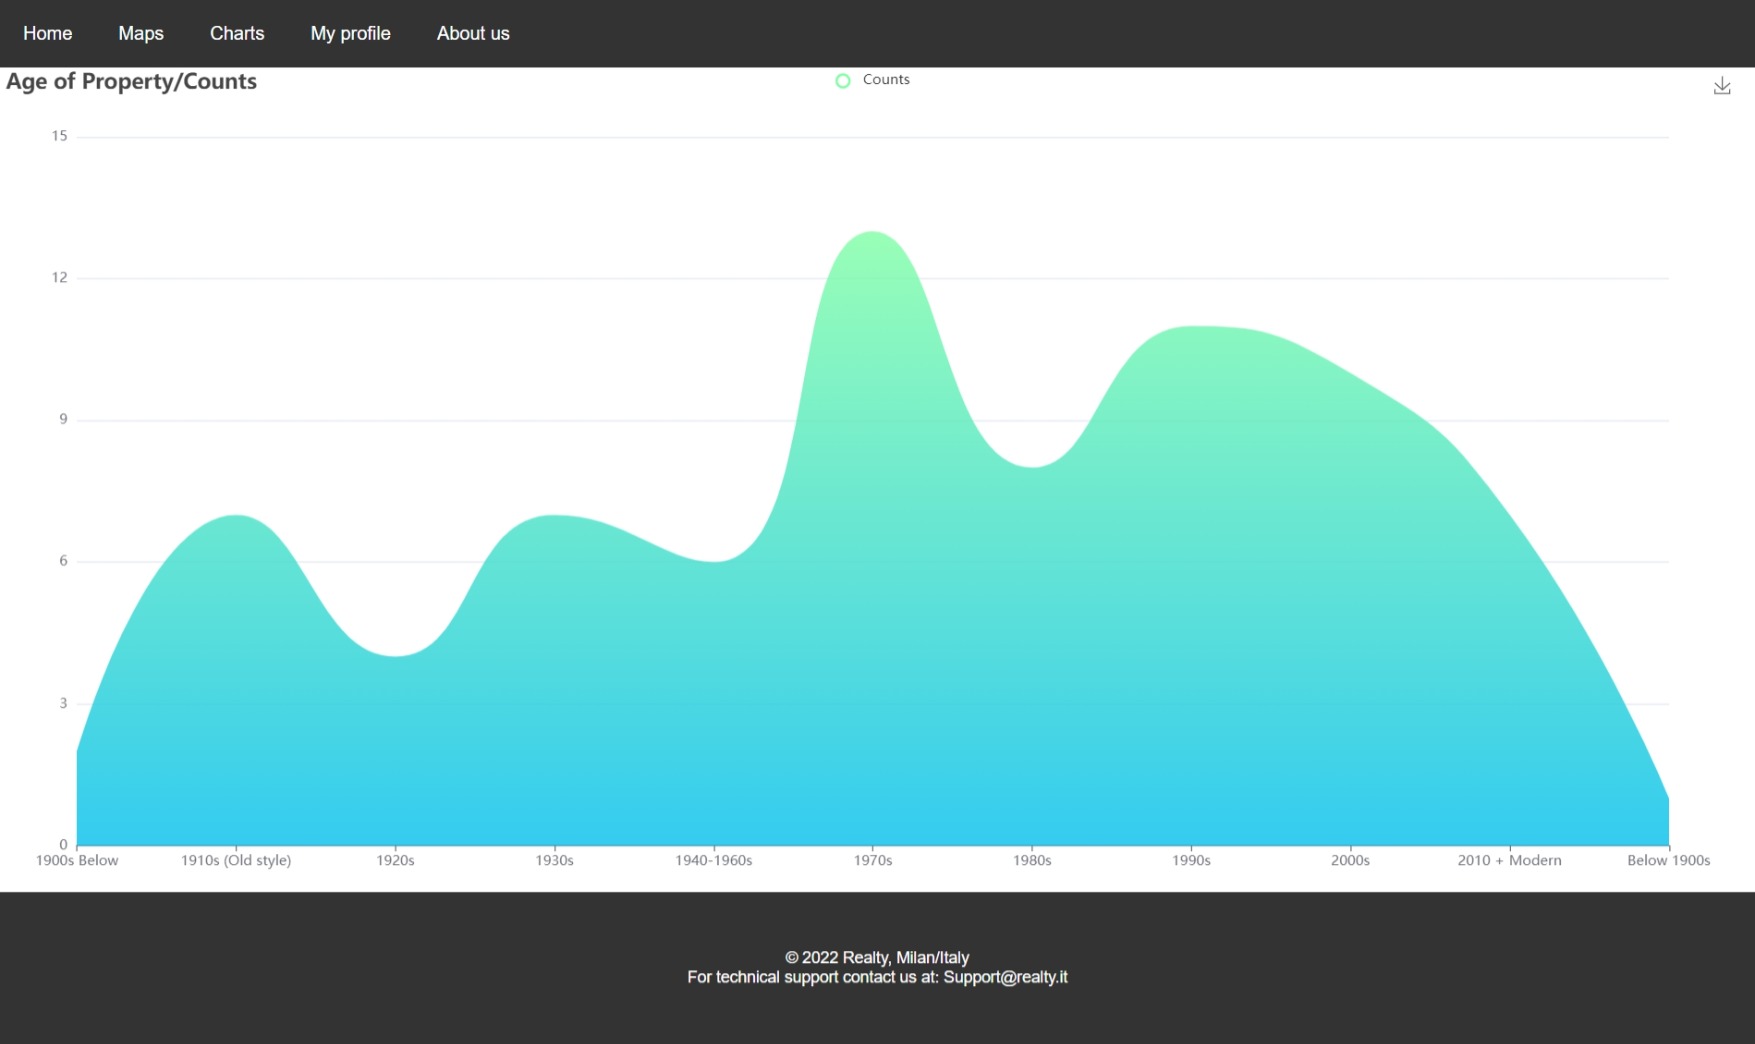 Home Maps Charts My profile About us
Age of Property/Counts
Counts
15
12
9
6
3
0
1900s Below 1910s (Old style) 1920s 1930s 1940-1960s 1970s 1980s 1990s 2000s 2010 + Modern Below 1900s
© 2022 Realty, Milan/Italy
For technical support contact us at: Support@realty.it